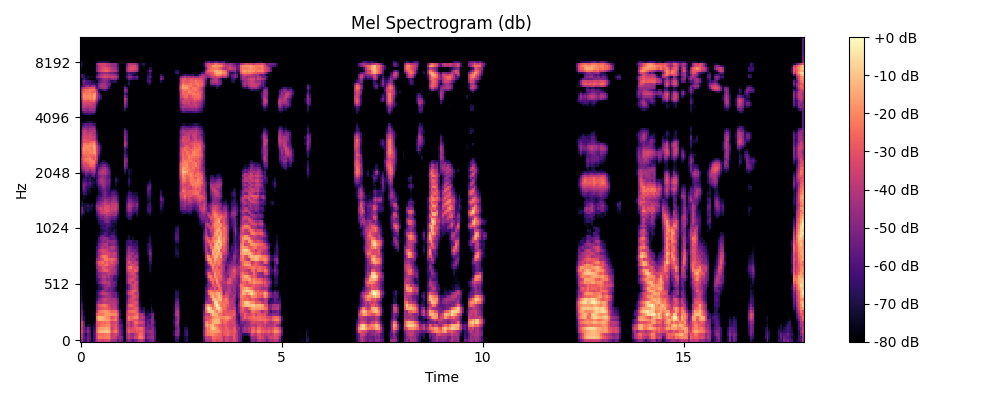 Mel Spectrogram (db)
8192
4096
2048
1024
512
0
Hz
0 5 10 15
Time
+0 dB
-10 dB
-20 dB
-30 dB
-40 dB
-50 dB
-60 dB
-70 dB
-80 dB